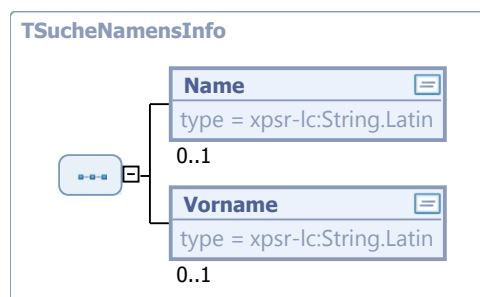 TSucheNamensInfo
Name
type = xpsr-lc:String.Latin
0..1
Vorname
type = xpsr-lc:String.Latin
0..1